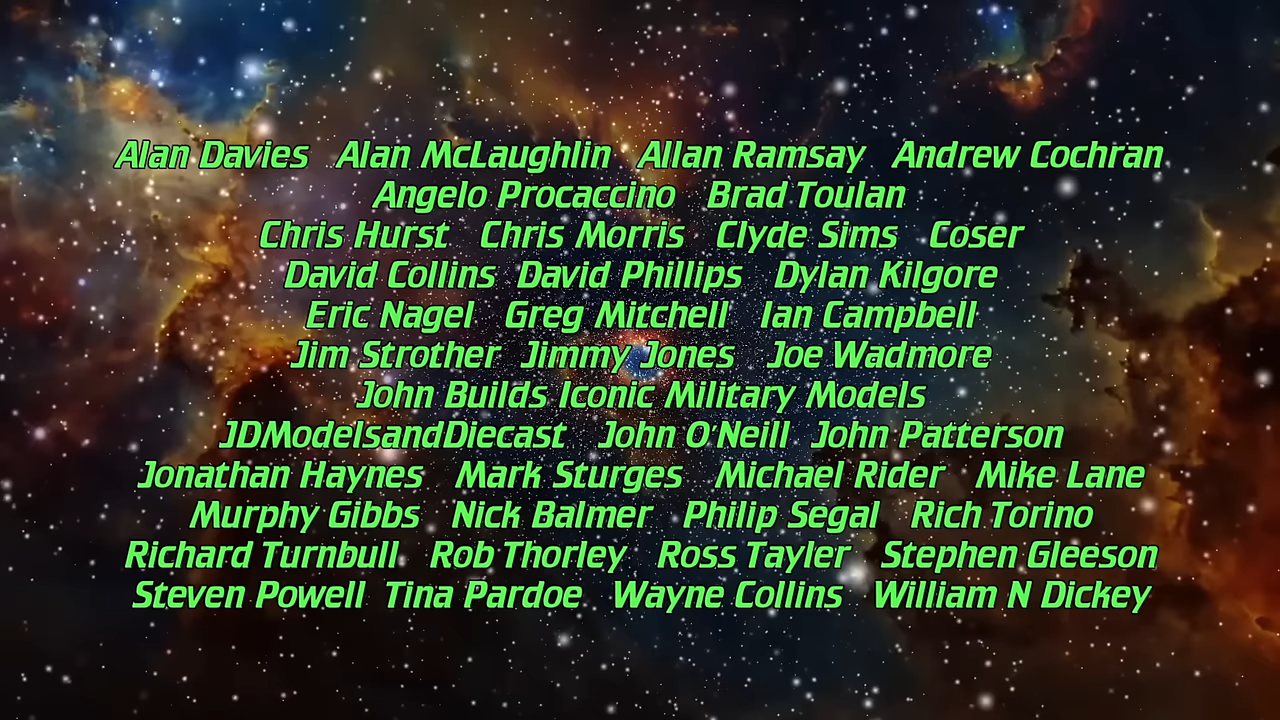 Alan Davies Alan McLaughlin Allan Ramsay Andrew Cochran
Angelo Procaccino Brad Toulan
Chris Hurst Chris Morris Clyde Sims Coser
David Collins David Phillips Dylan Kilgore
Eric Nagel Greg Mitchell Ian Campbell
Jim Strother Jimmy Jones Joe Wadmore
John Builds Iconic Military Models
JDModelsandDiecast John O'Neill John Patterson
Jonathan Haynes Mark Sturges Michael Rider Mike Lane
Murphy Gibbs Nick Balmer Philip Segal Rich Torino
Richard Turnbull Rob Thorley Ross Tayler Stephen Gleeson
Steven Powell Tina Pardoe Wayne Collins William N Dickey